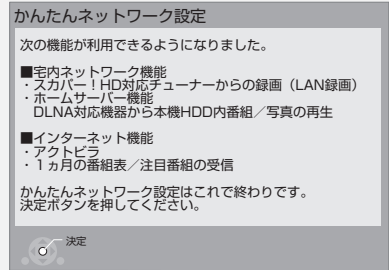 かんたんネットワーク設定
次の機能が利用できるようになりました。
■宅内ネットワーク機能
・スカパー！HD対応チューナーからの録画（LAN録画）
・ホームサーバー機能
DLNA対応機器から本機HDD内番組／写真の再生
■インターネット機能
・アクトビラ
・１ヵ月の番組表／注目番組の受信
かんたんネットワーク設定はこれで終わりです。
決定ボタンを押してください。
決定